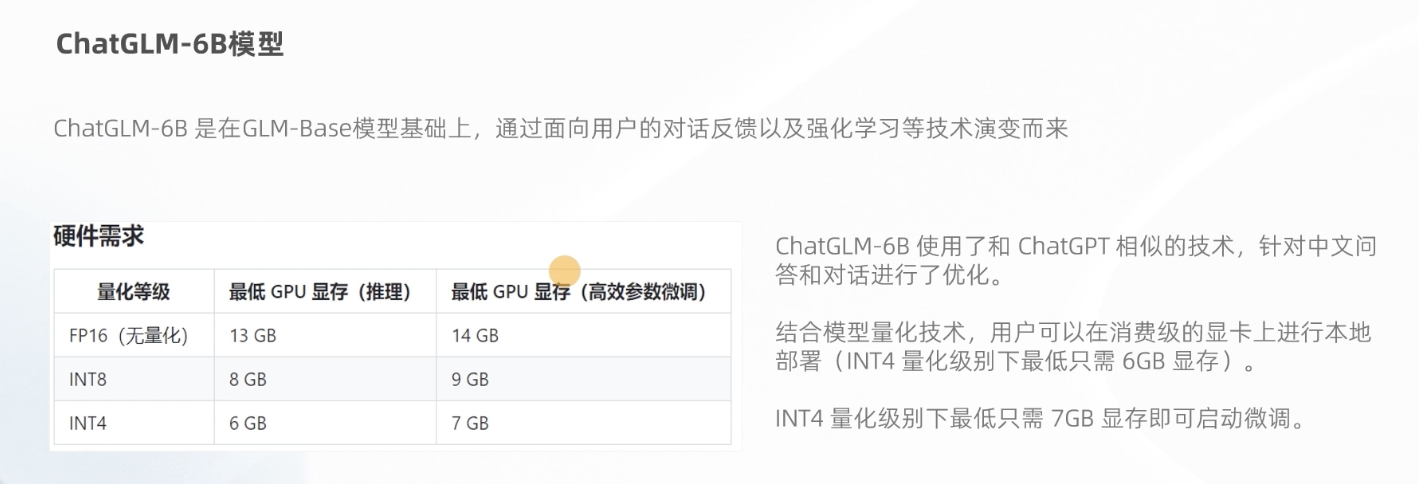 ChatGLM-6B模型
ChatGLM-6B 是在GLM-Base模型基础上，通过面向用户的对话反馈以及强化学习等技术演变而来
硬件需求
量化等级 最低 GPU 显存（推理） 最低 GPU 显存（高效参数微调）
FP16（无量化） 13 GB 14 GB
INT8 8 GB 9 GB
INT4 6 GB 7 GB
ChatGLM-6B 使用了和 ChatGPT 相似的技术，针对中文问
答和对话进行了优化。
结合模型量化技术，用户可以在消费级的显卡上进行本地
部署（INT4 量化级别下最低只需 6GB 显存）。
INT4 量化级别下最低只需 7GB 显存即可启动微调。